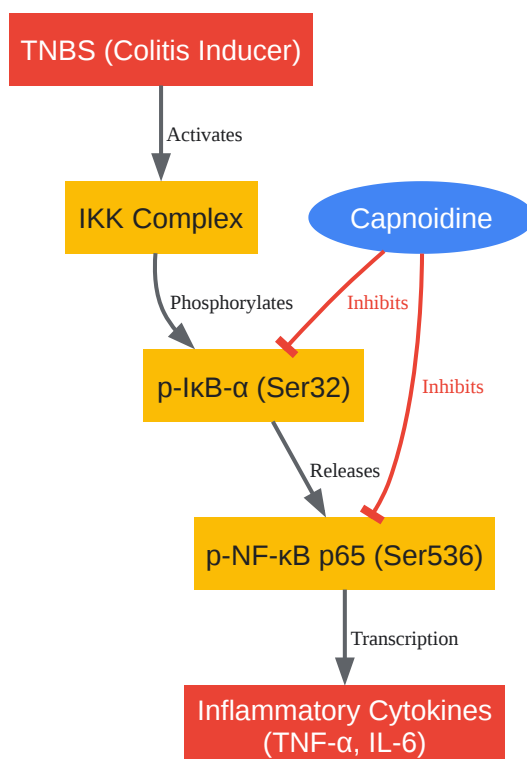 TNBS (Colitis Inducer)
Activates
IKK Complex
Capnoidine
Phosphorylates
Inhibits
p-IκB-α (Ser32)
Inhibits
Releases
p-NF-κB p65 (Ser536)
Transcription
Inflammatory Cytokines
(TNF-α, IL-6)